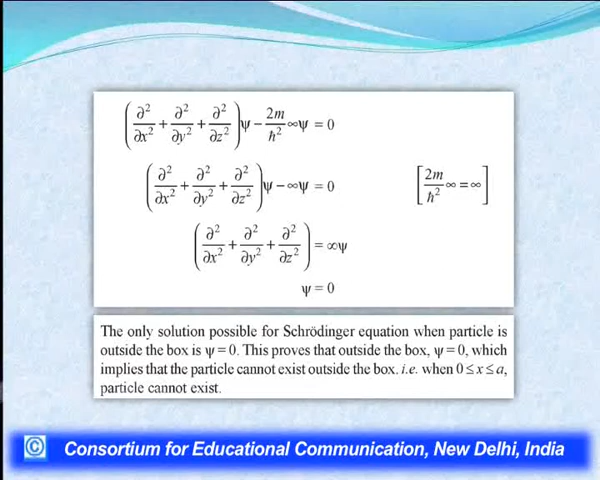 (∂²/∂x² + ∂²/∂y² + ∂²/∂z²)ψ − 2m/ħ² ∞ψ = 0
(∂²/∂x² + ∂²/∂y² + ∂²/∂z²)ψ − ∞ψ = 0 [2m/ħ² ∞ = ∞]
(∂²/∂x² + ∂²/∂y² + ∂²/∂z²) = ∞ψ
ψ = 0
The only solution possible for Schrödinger equation when particle is
outside the box is ψ = 0. This proves that outside the box, ψ = 0, which
implies that the particle cannot exist outside the box. i.e. when 0 ≤ x ≤ a,
particle cannot exist.
© Consortium for Educational Communication, New Delhi, India